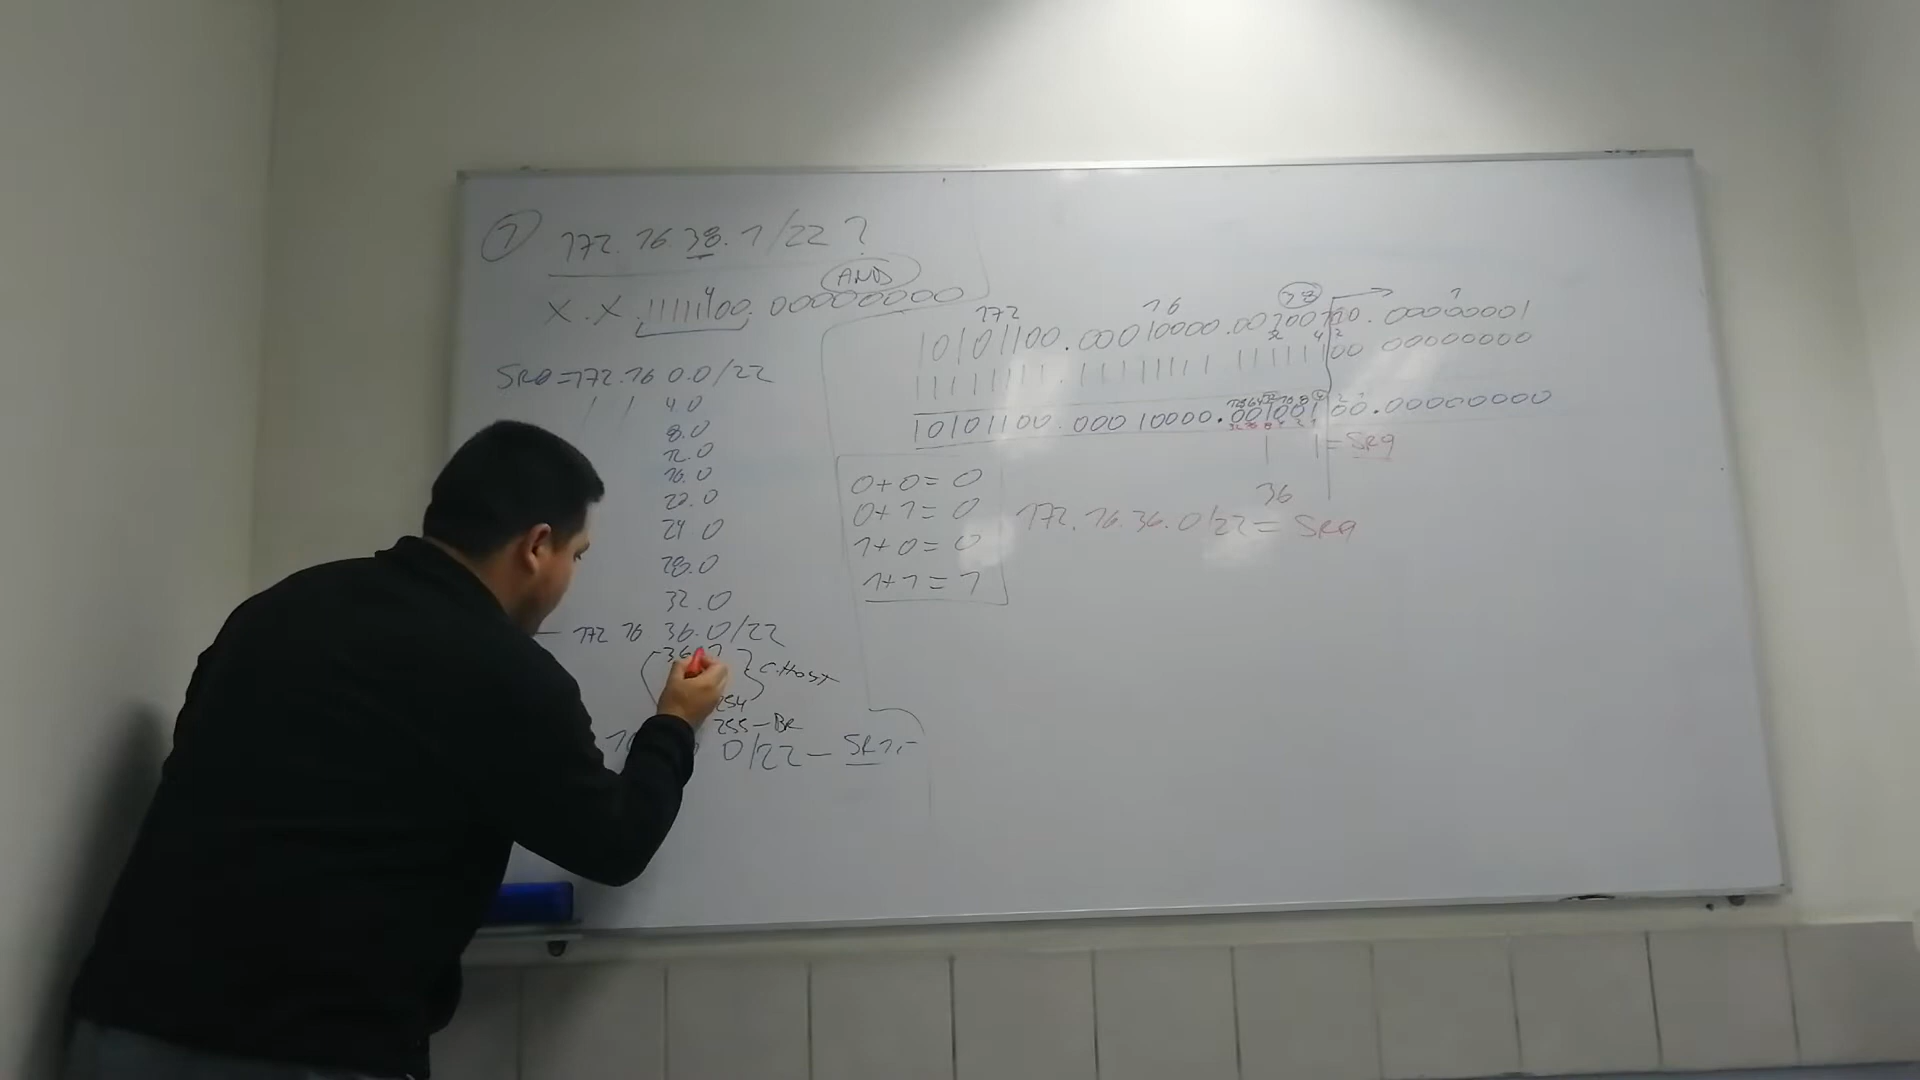 1 172.16.38.1/22?
AND
X.X.11111100.00000000
SR0=172.16 0.0/22
4.0
8.0
12.0
16.0
20.0
24 0
28.0
32.0
172 16 36.0/22
C.Host
254
255-BR
0/22-
172 16 38 1
10101100.00010000.00100110.00000001
11111111.11111111 11111100 00000000
10101100.00010000.00100100.00000000
=SR9
36
172.16.36.0/22=SR9
0+0=0
0+1=0
1+0=0
1+1=1